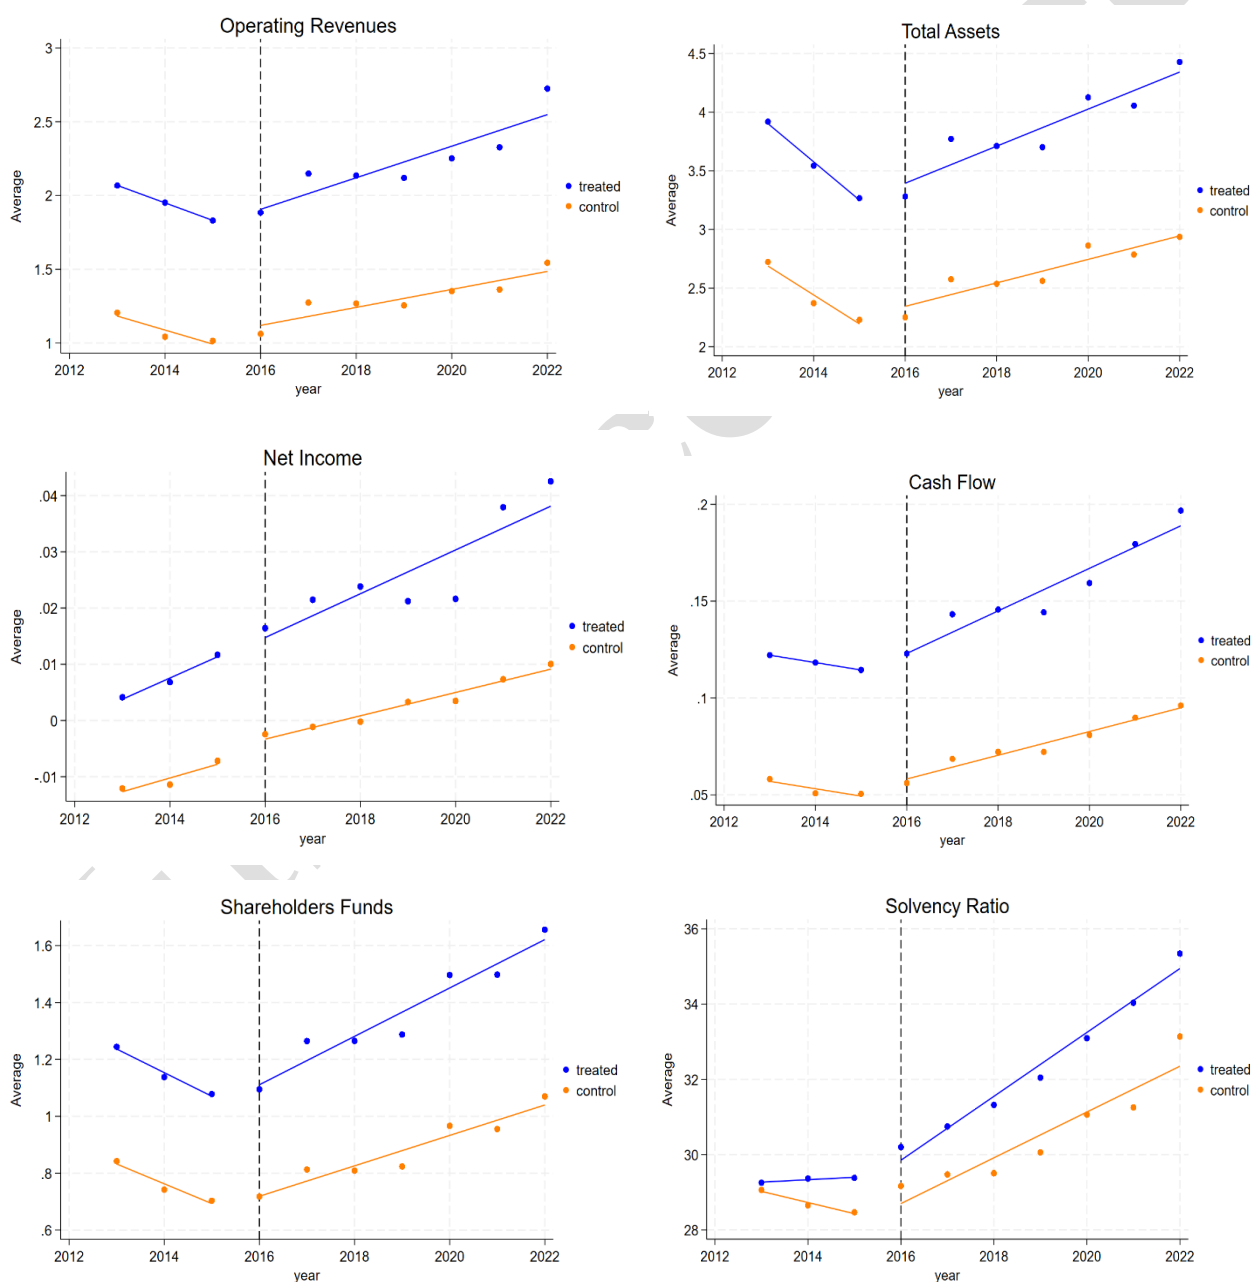 Operating Revenues
3
2.5
2
1.5
1
Average
2012 2014 2016 2018 2020 2022
year
treated
control
Total Assets
4.5
4
3.5
3
2.5
2
Average
2012 2014 2016 2018 2020 2022
year
treated
control
Net Income
.04
.03
.02
.01
0
-.01
Average
2012 2014 2016 2018 2020 2022
year
treated
control
Cash Flow
.2
.15
.1
.05
Average
2012 2014 2016 2018 2020 2022
year
treated
control
Shareholders Funds
1.6
1.4
1.2
1
.8
.6
Average
2012 2014 2016 2018 2020 2022
year
treated
control
Solvency Ratio
36
34
32
30
28
Average
2012 2014 2016 2018 2020 2022
year
treated
control